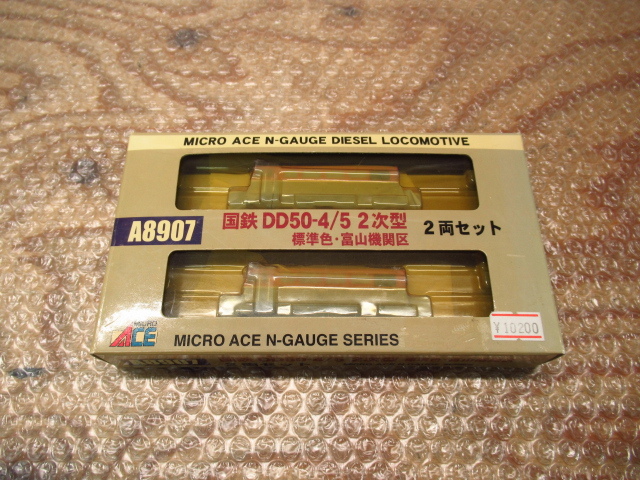 MICRO ACE N-GAUGE DIESEL LOCOMOTIVE
A8907
国鉄 DD50-4/5 2次型
標準色・富山機関区
2両セット
MICRO
ACE
MICRO ACE N-GAUGE SERIES
¥10200